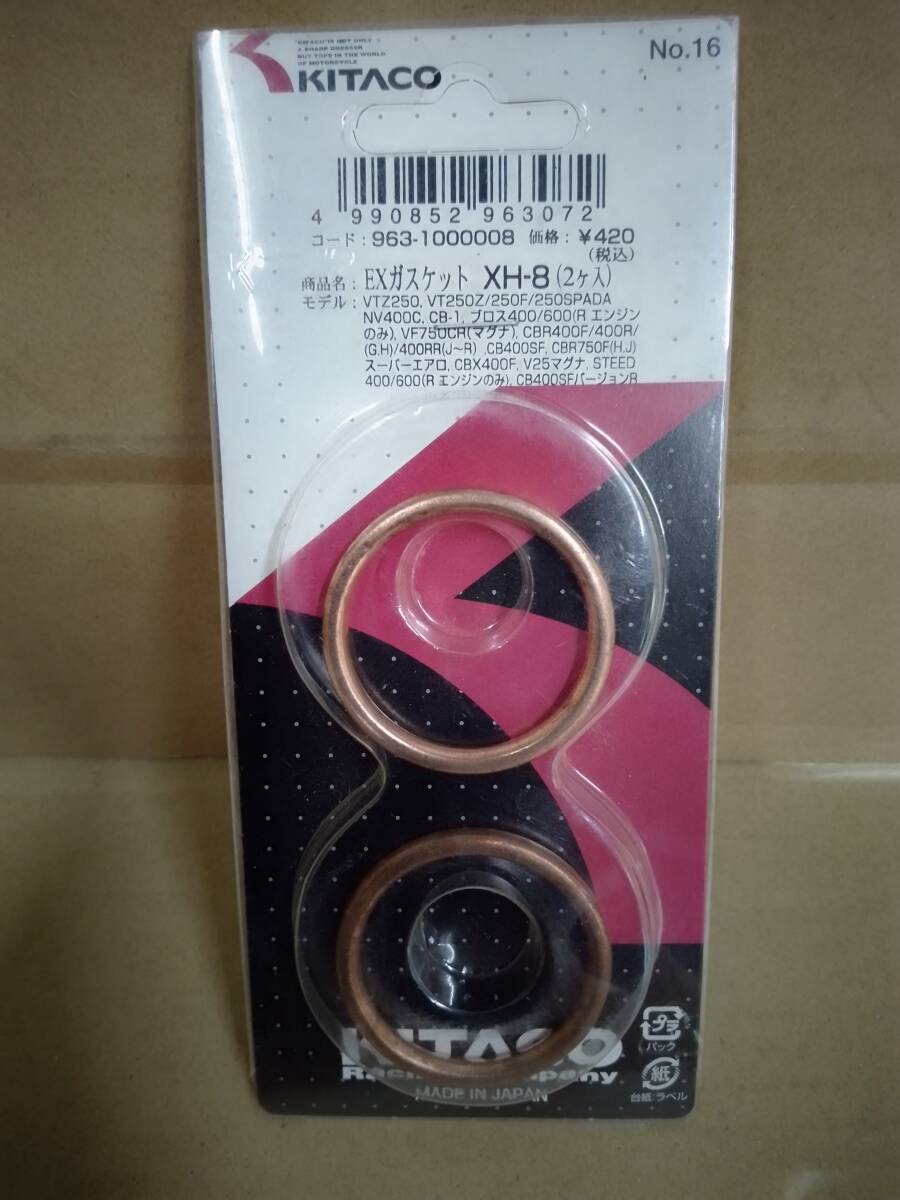 "KITACO" IS NOT ONLY
A SHARP DRESSER
BUT TOPS IN THE WORLD
OF MOTORCYCLE
KITACO
No.16
4 990852 963072
コード : 963-1000008 価格 : ¥420
(税込)
商品名 : EXガスケット XH-8 (2ヶ入)
モデル : VTZ250, VT250Z/250F/250SPADA
NV400C, CB-1, ブロス400/600(R エンジン
のみ), VF750CR(マグナ), CBR400F/400R/
(G.H)/400RR(J〜R) ,CB400SF, CBR750F(H.J)
スーパーエアロ, CBX400F, V25マグナ, STEED
400/600(R エンジンのみ), CB400SFバージョンR
プラ
パック
KITACO
紙
台紙:ラベル
MADE IN JAPAN